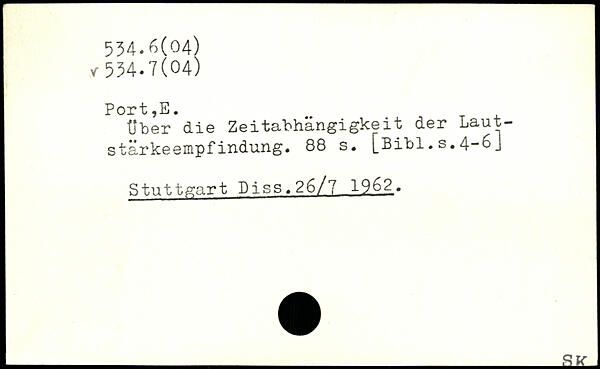 534.6(04)
v 534.7(04)
Port,E.
Über die Zeitabhängigkeit der Laut-
stärkeempfindung. 88 s. [Bibl.s.4-6]
Stuttgart Diss.26/7 1962.
SK